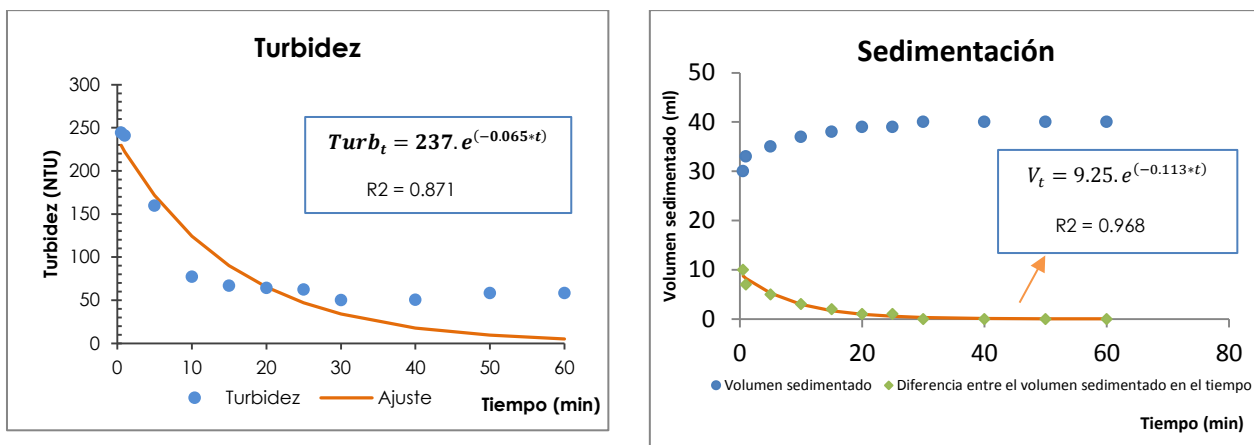 Turbidez
300
250
200
150
100
50
0
Turbidez (NTU)
Turb_t = 237. e^(-0.065*t)
R2 = 0.871
0 10 20 30 40 50 60
Turbidez Ajuste Tiempo (min)
Sedimentación
50
40
30
20
10
0
Volumen sedimentado (ml)
V_t = 9.25. e^(-0.113*t)
R2 = 0.968
0 20 40 60 80
Volumen sedimentado Diferencia entre el volumen sedimentado en el tiempo
Tiempo (min)